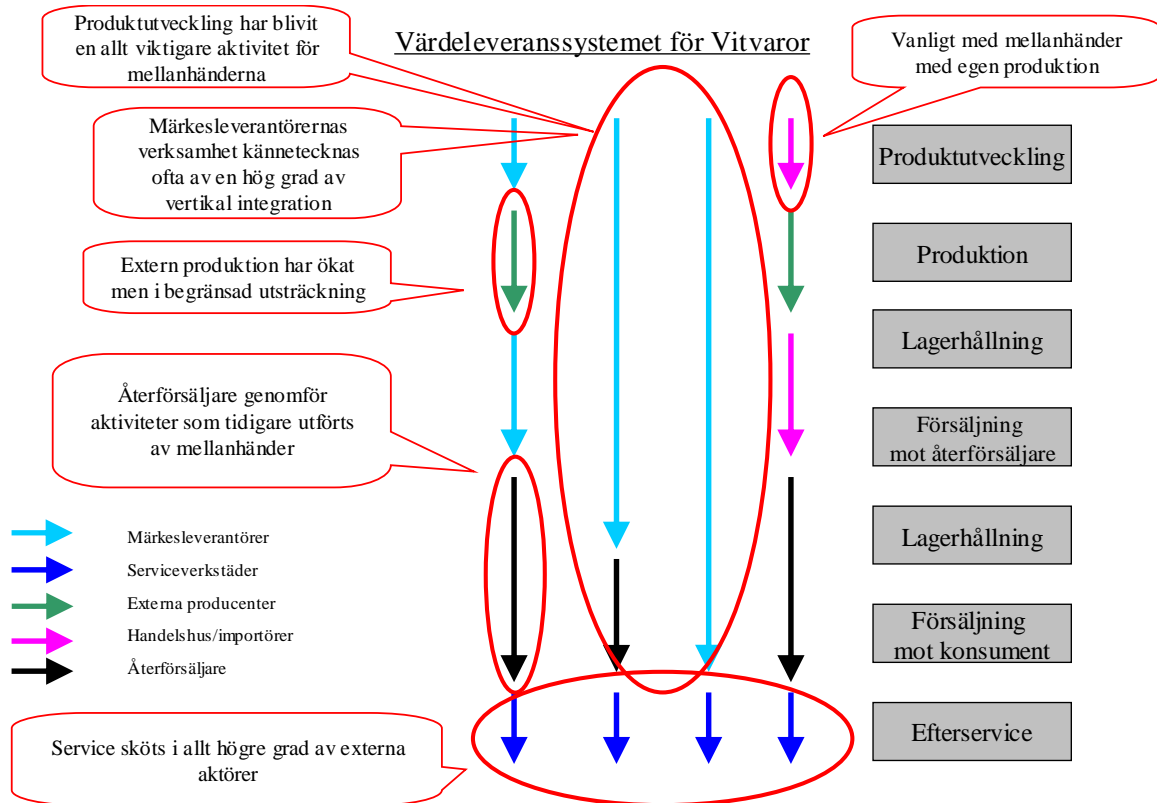 Värdeleveranssystemet för Vitvaror
Produktutveckling har blivit
en allt viktigare aktivitet för
mellanhänderna
Vanligt med mellanhänder
med egen produktion
Märkesleverantörernas
verksamhet kännetecknas
ofta av en hög grad av
vertikal integration
Extern produktion har ökat
men i begränsad utsträckning
Återförsäljare genomför
aktiviteter som tidigare utförts
av mellanhänder
Märkesleverantörer
Serviceverkstäder
Externa producenter
Handelshus/importörer
Återförsäljare
Service sköts i allt högre grad av externa
aktörer
Produktutveckling
Produktion
Lagerhållning
Försäljning
mot återförsäljare
Lagerhållning
Försäljning
mot konsument
Efterservice